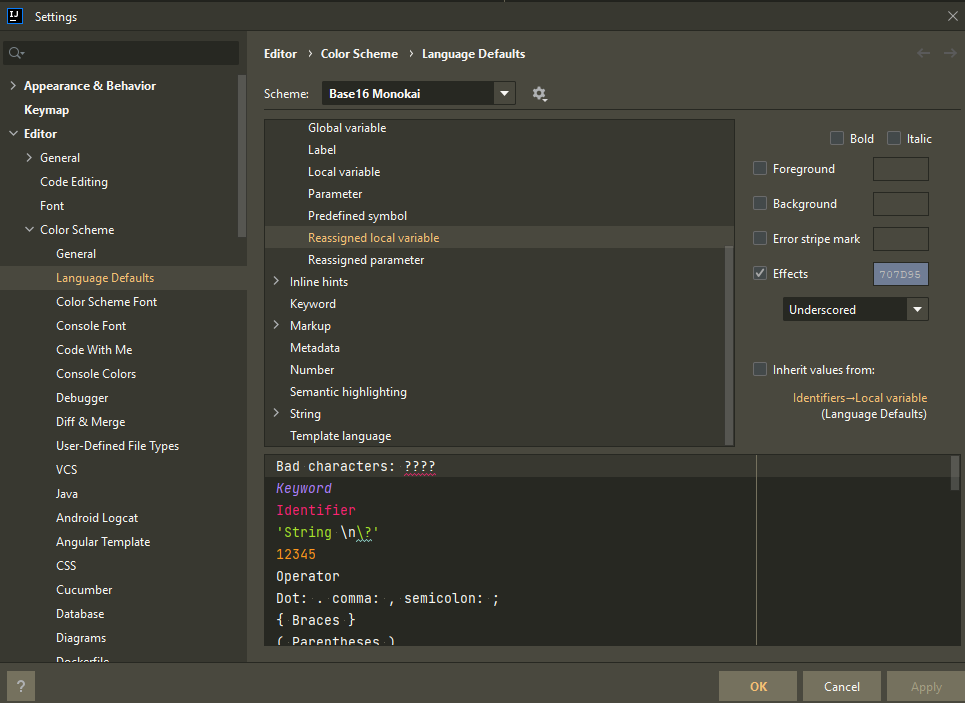 IJ
Settings
Appearance & Behavior
Keymap
Editor
General
Code Editing
Font
Color Scheme
General
Language Defaults
Color Scheme Font
Console Font
Code With Me
Console Colors
Debugger
Diff & Merge
User-Defined File Types
VCS
Java
Android Logcat
Angular Template
CSS
Cucumber
Database
Diagrams
Dockerfile
Editor › Color Scheme › Language Defaults
Scheme: Base16 Monokai
Global variable
Label
Local variable
Parameter
Predefined symbol
Reassigned local variable
Reassigned parameter
Inline hints
Keyword
Markup
Metadata
Number
Semantic highlighting
String
Template language
Bold Italic
Foreground
Background
Error stripe mark
Effects 707D95
Underscored
Inherit values from:
Identifiers→Local variable
(Language Defaults)
Bad characters: ????
Keyword
Identifier
'String \n\?'
12345
Operator
Dot: . comma: , semicolon: ;
{ Braces }
( Parentheses )
?
OK Cancel Apply